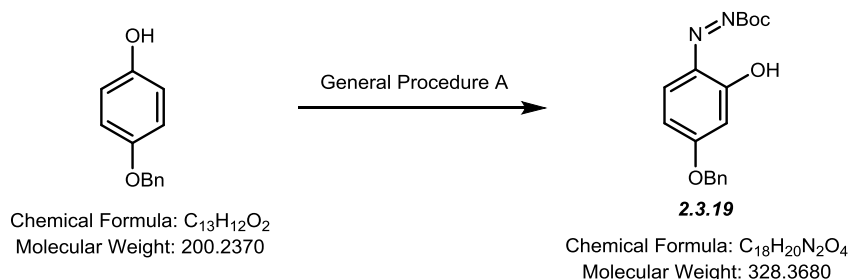 OH
OBn
Chemical Formula: C₁₃H₁₂O₂
Molecular Weight: 200.2370
General Procedure A
N
NBoc
OH
OBn
2.3.19
Chemical Formula: C₁₈H₂₀N₂O₄
Molecular Weight: 328.3680